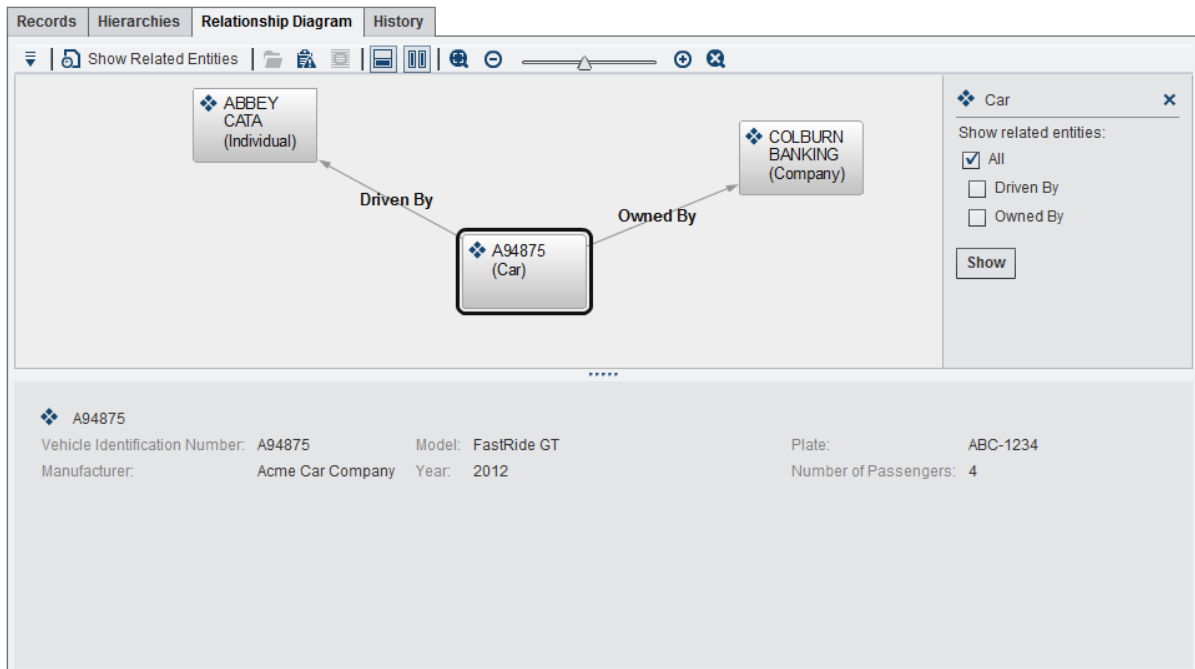 Records Hierarchies Relationship Diagram History
Show Related Entities
ABBEY
CATA
(Individual)
COLBURN
BANKING
(Company)
Driven By
Owned By
A94875
(Car)
Car
Show related entities:
All
Driven By
Owned By
Show
A94875
Vehicle Identification Number: A94875 Model: FastRide GT Plate: ABC-1234
Manufacturer: Acme Car Company Year: 2012 Number of Passengers: 4